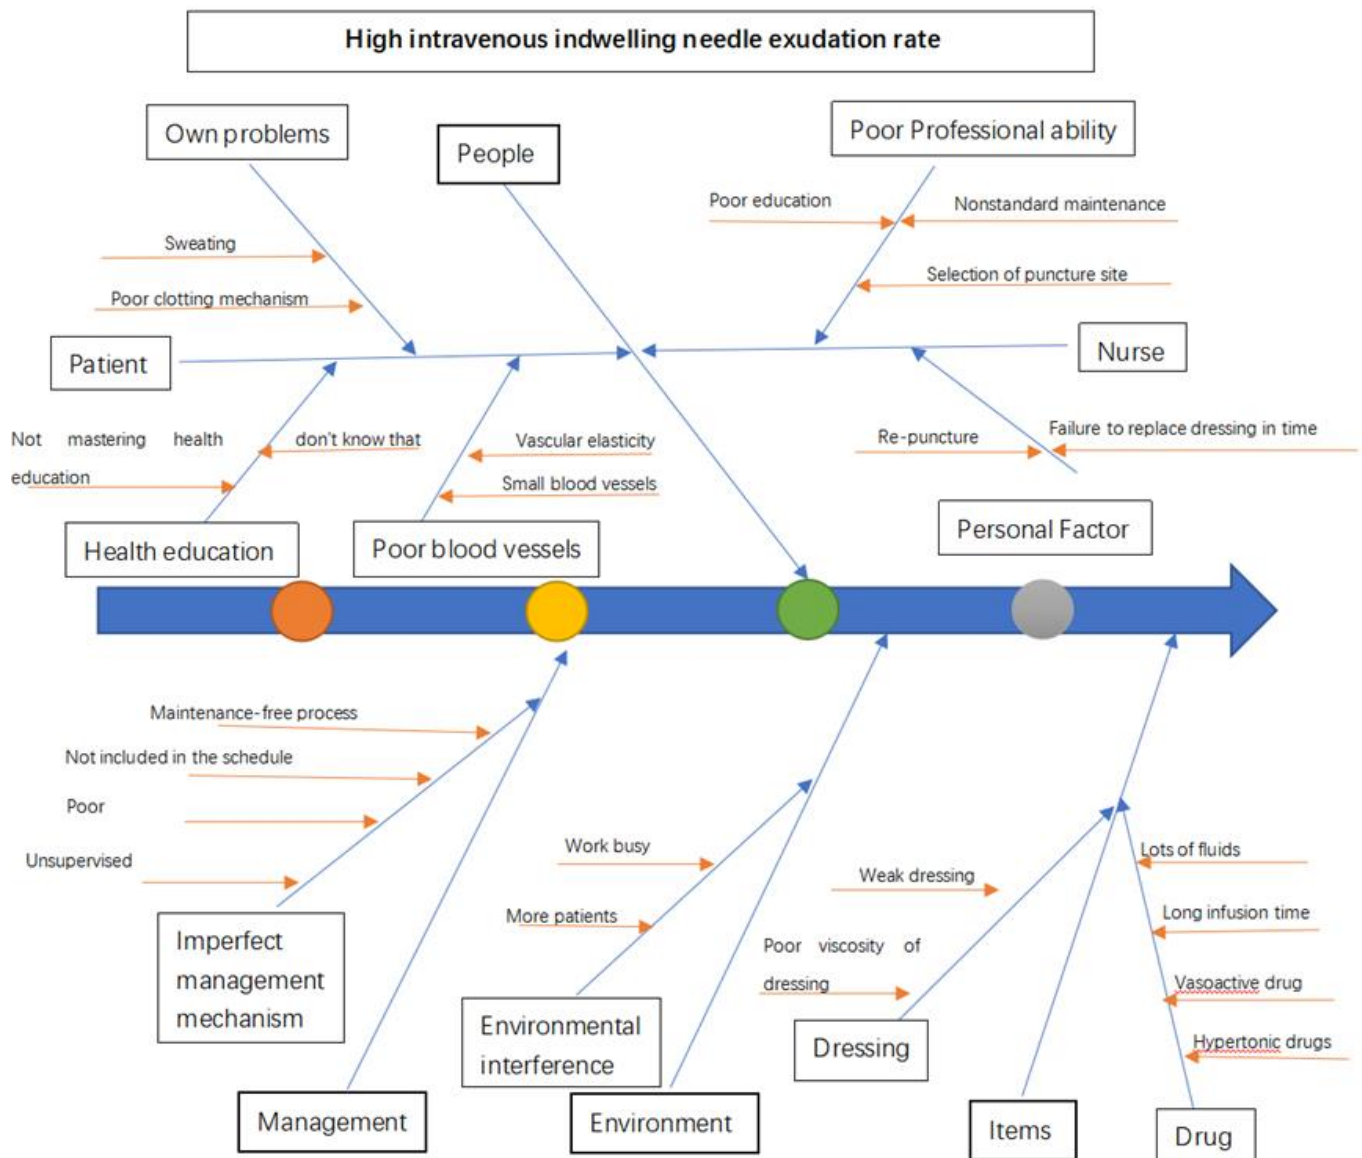 High intravenous indwelling needle exudation rate
Own problems
People
Poor Professional ability
Poor education
Nonstandard maintenance
Sweating
Selection of puncture site
Poor clotting mechanism
Patient
Nurse
Not mastering health
education
don't know that
Vascular elasticity
Small blood vessels
Re-puncture
Failure to replace dressing in time
Health education
Poor blood vessels
Personal Factor
Maintenance-free process
Not included in the schedule
Poor
Unsupervised
Imperfect
management
mechanism
Management
Work busy
More patients
Environmental
interference
Environment
Weak dressing
Poor viscosity of
dressing
Dressing
Items
Lots of fluids
Long infusion time
Vasoactive drug
Hypertonic drugs
Drug